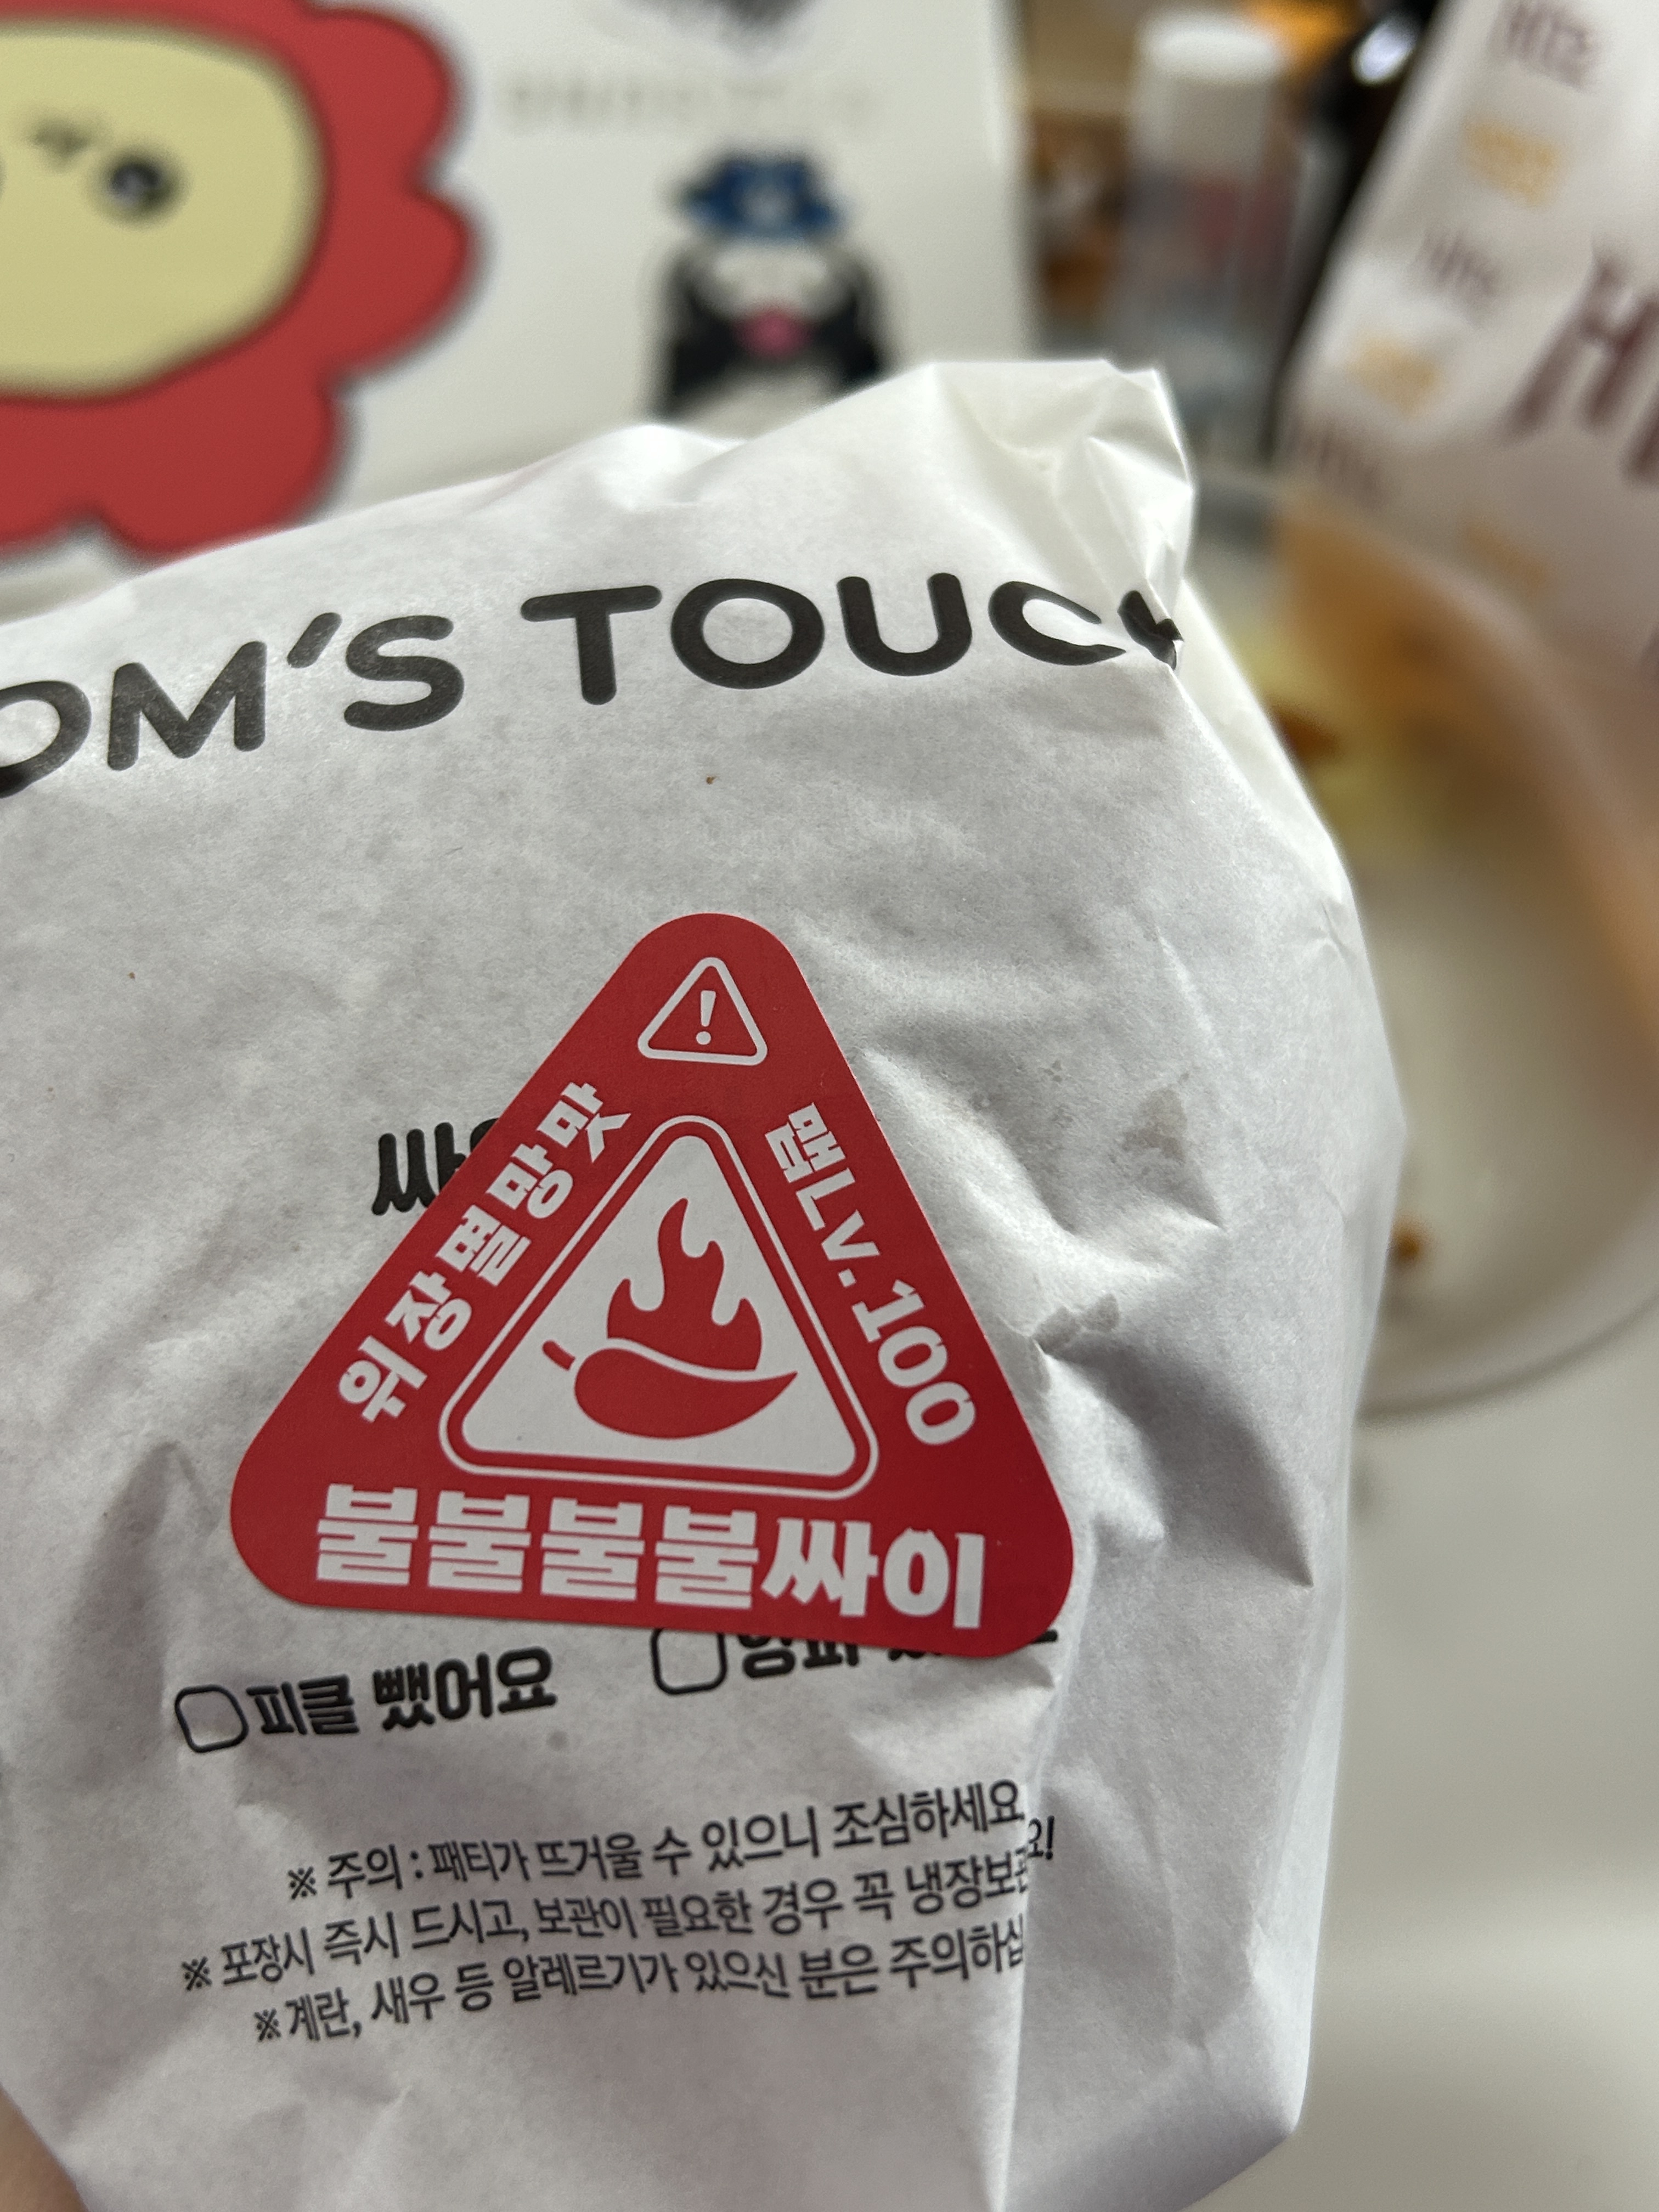 OM'S TOUC
싸
위장멸망맛
땜Lv.100
불불불불싸이
피클 뺐어요
※ 주의 : 패티가 뜨거울 수 있으니 조심하세요
※ 포장시 즉시 드시고, 보관이 필요한 경우 꼭 냉장보관 요!
※ 계란, 새우 등 알레르기가 있으신 분은 주의하십